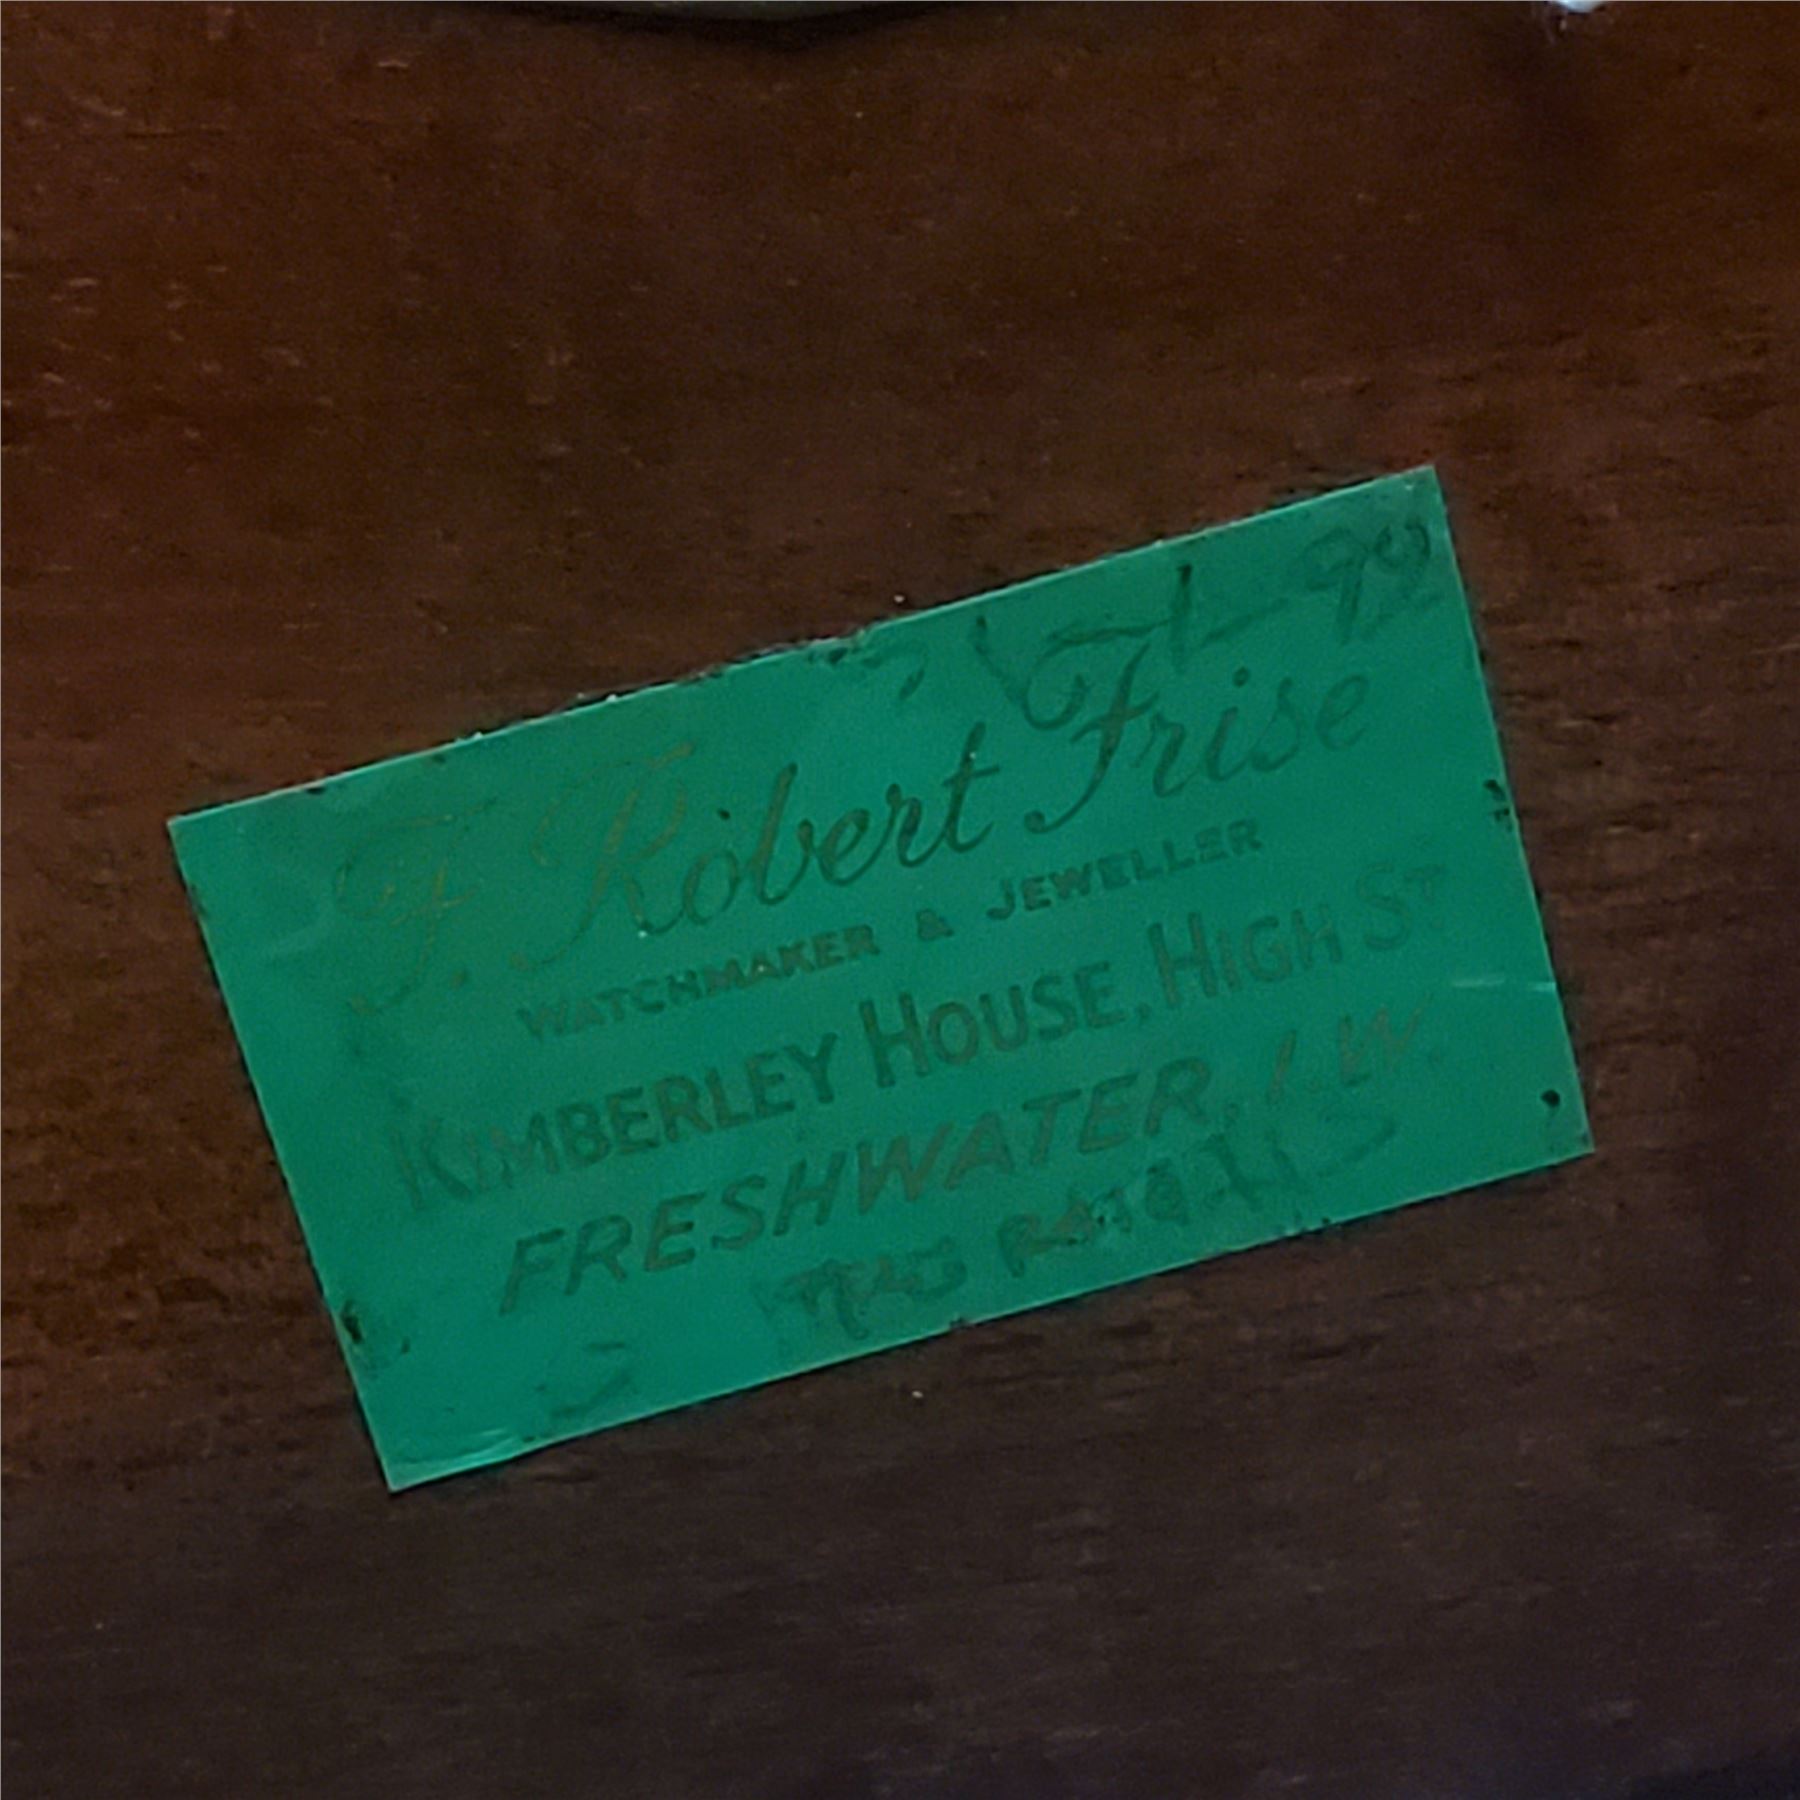 F. Robert Frise
WATCHMAKER & JEWELLER
KIMBERLEY HOUSE, HIGH ST
FRESHWATER, I.W.